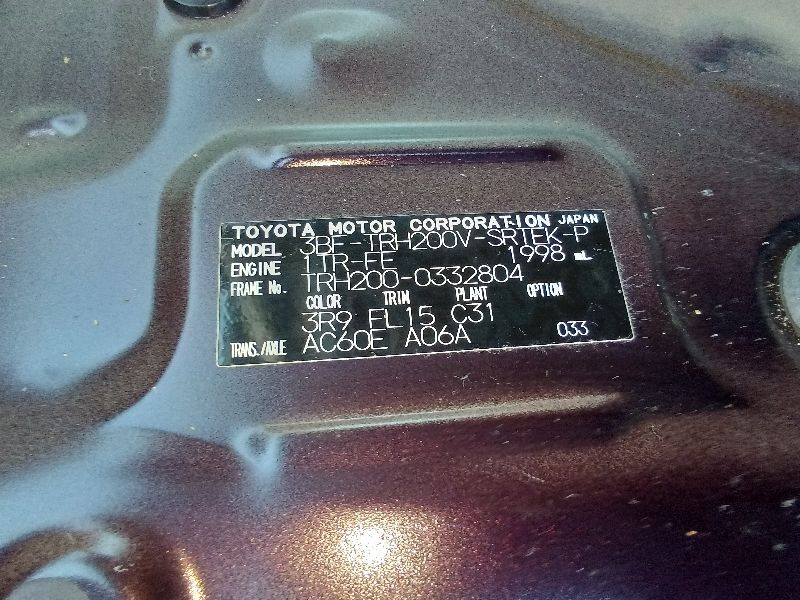 TOYOTA MOTOR CORPORATION JAPAN
MODEL 3BF-TRH200V-SRTEK-P
ENGINE 1TR-FE 1998 mL
FRAME No. TRH200-0332804
COLOR TRIM PLANT OPTION
3R9 FL15 C31
TRANS./AXLE AC60E A06A 033